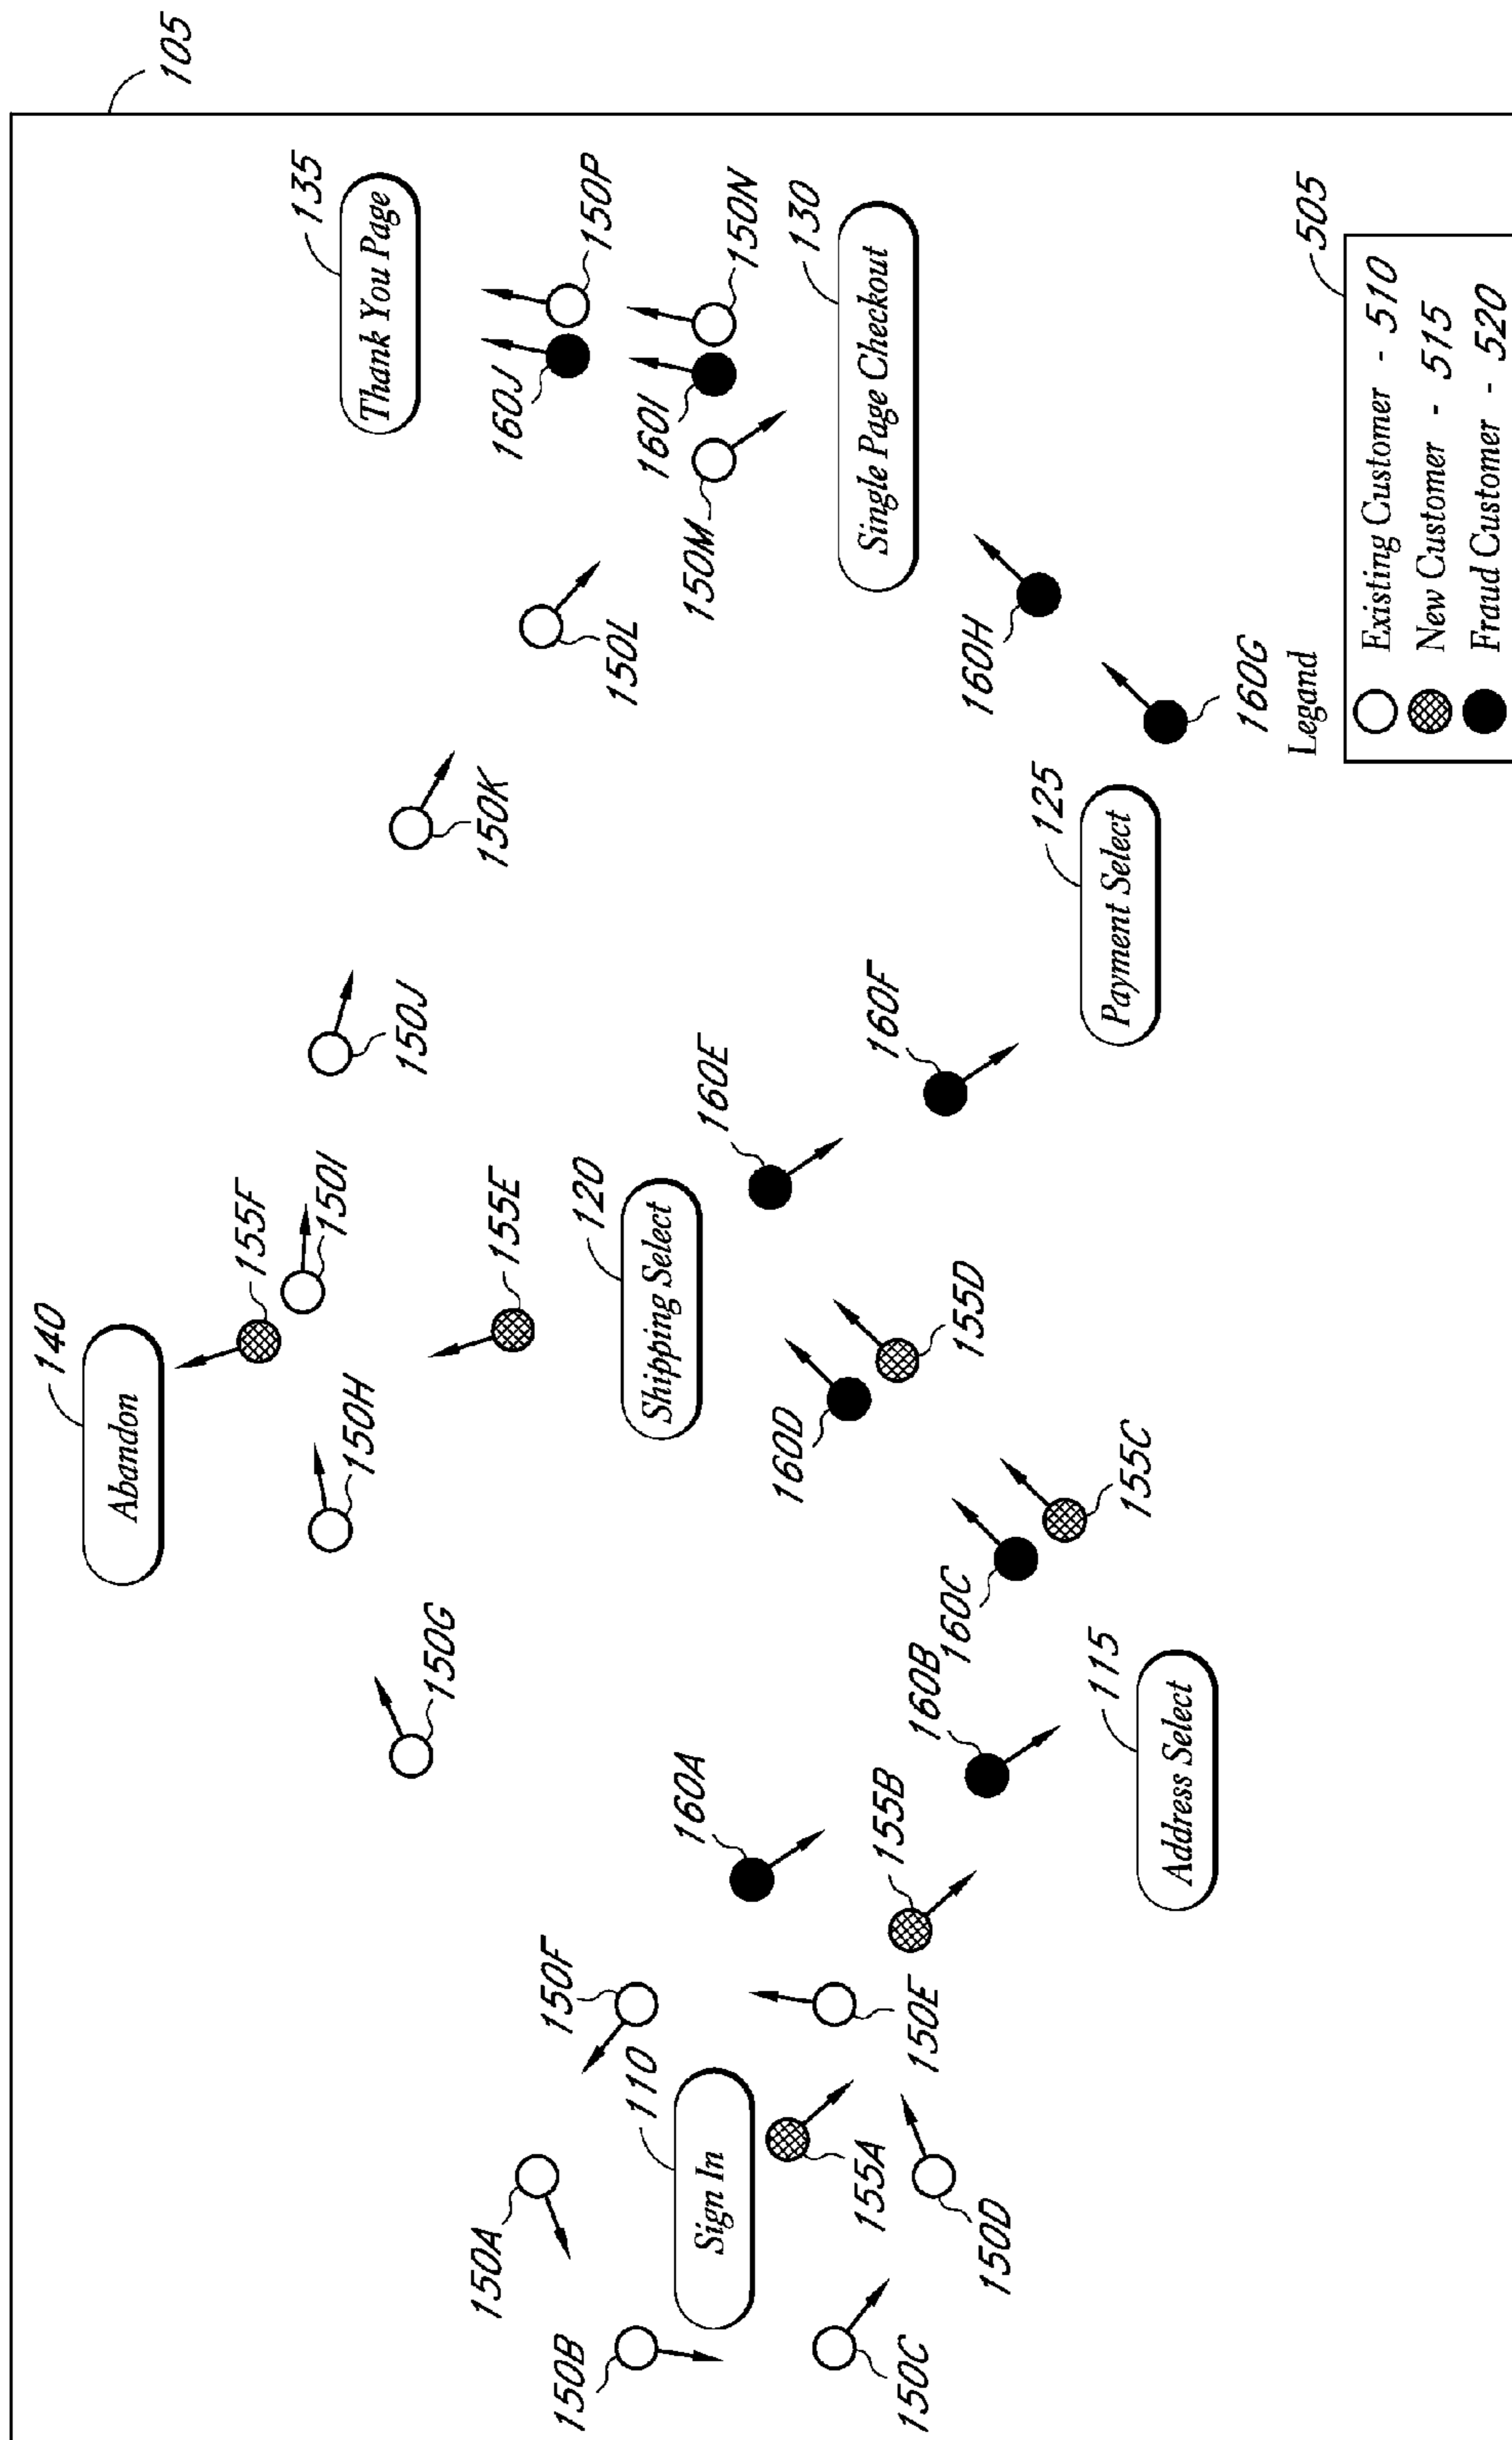 105
140
Abandon
135
Thank You Page
155F
150I
150H
150J
150G
150K
155E
160J
150P
150L
150A
150F
120
Shipping Select
160I
150N
150M
150B
110
Sign In
160A
160E
130
Single Page Checkout
160D
155D
155A
155B
150E
150C
150D
160B
160C
155C
160F
160H
115
Address Select
125
Payment Select
160G
Legand
505
Existing Customer - 510
New Customer - 515
Fraud Customer - 520